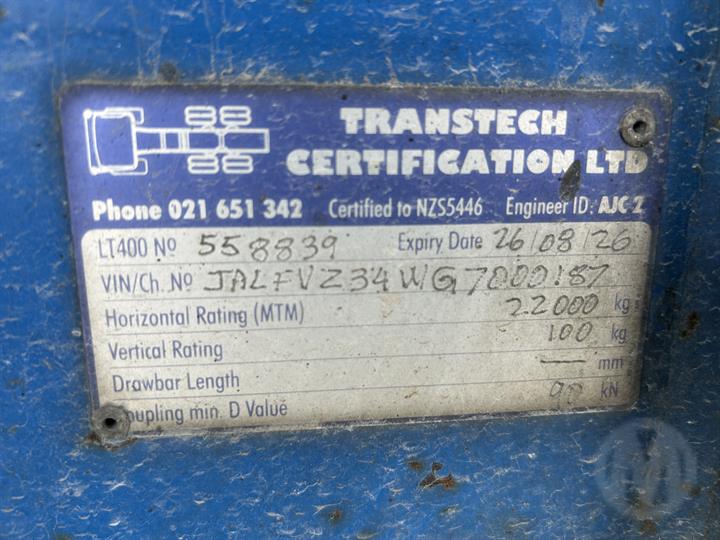 TRANSTECH
CERTIFICATION LTD
Phone 021 651 342 Certified to NZS5446 Engineer ID: AJC 2
LT400 Nº 558839 Expiry Date 26/08/26
VIN/Ch. Nº JALFVZ34WG7000187
Horizontal Rating (MTM) 22000 kg
Vertical Rating 100 kg
Drawbar Length — mm
Coupling min. D Value 90 kN